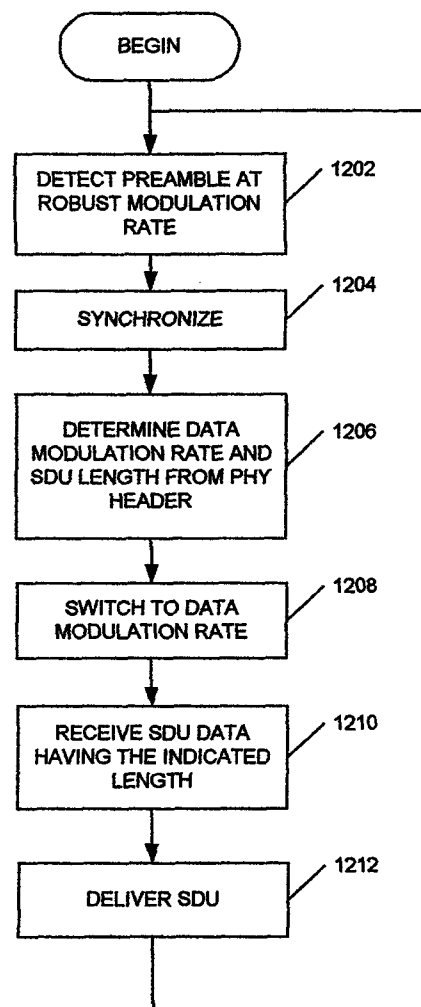 BEGIN
DETECT PREAMBLE AT
ROBUST MODULATION
RATE
1202
SYNCHRONIZE
1204
DETERMINE DATA
MODULATION RATE AND
SDU LENGTH FROM PHY
HEADER
1206
SWITCH TO DATA
MODULATION RATE
1208
RECEIVE SDU DATA
HAVING THE INDICATED
LENGTH
1210
DELIVER SDU
1212